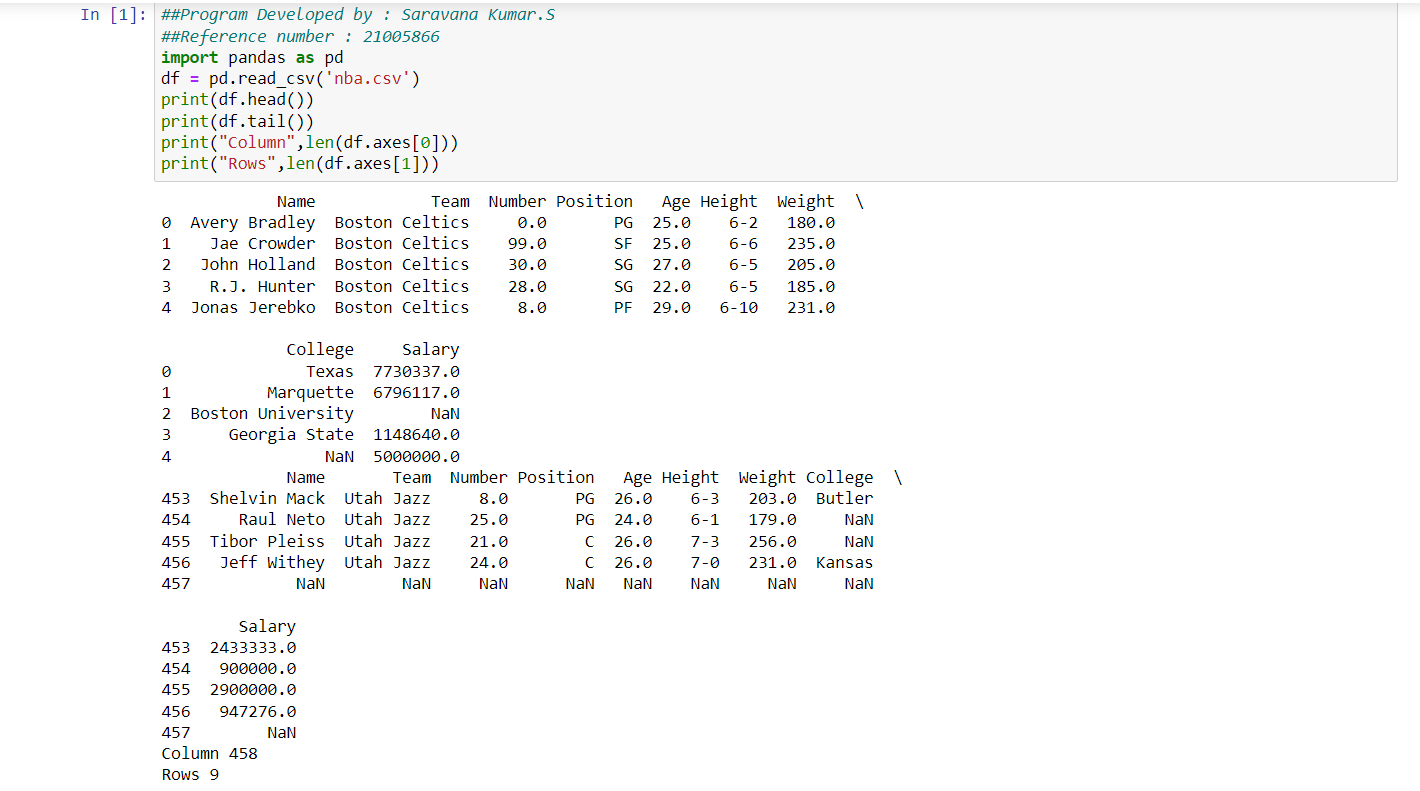 In [1]: ##Program Developed by : Saravana Kumar.S
##Reference number : 21005866
import pandas as pd
df = pd.read_csv('nba.csv')
print(df.head())
print(df.tail())
print("Column",len(df.axes[0]))
print("Rows",len(df.axes[1]))
            Name            Team  Number Position   Age Height  Weight  \
0  Avery Bradley  Boston Celtics     0.0       PG  25.0    6-2   180.0
1    Jae Crowder  Boston Celtics    99.0       SF  25.0    6-6   235.0
2   John Holland  Boston Celtics    30.0       SG  27.0    6-5   205.0
3    R.J. Hunter  Boston Celtics    28.0       SG  22.0    6-5   185.0
4  Jonas Jerebko  Boston Celtics     8.0       PF  29.0   6-10   231.0
             College     Salary
0              Texas  7730337.0
1          Marquette  6796117.0
2  Boston University        NaN
3      Georgia State  1148640.0
4                NaN  5000000.0
             Name       Team  Number Position   Age Height  Weight College  \
453  Shelvin Mack  Utah Jazz     8.0       PG  26.0    6-3   203.0  Butler
454     Raul Neto  Utah Jazz    25.0       PG  24.0    6-1   179.0     NaN
455  Tibor Pleiss  Utah Jazz    21.0        C  26.0    7-3   256.0     NaN
456   Jeff Withey  Utah Jazz    24.0        C  26.0    7-0   231.0  Kansas
457           NaN        NaN     NaN      NaN   NaN    NaN     NaN     NaN
        Salary
453  2433333.0
454   900000.0
455  2900000.0
456   947276.0
457        NaN
Column 458
Rows 9